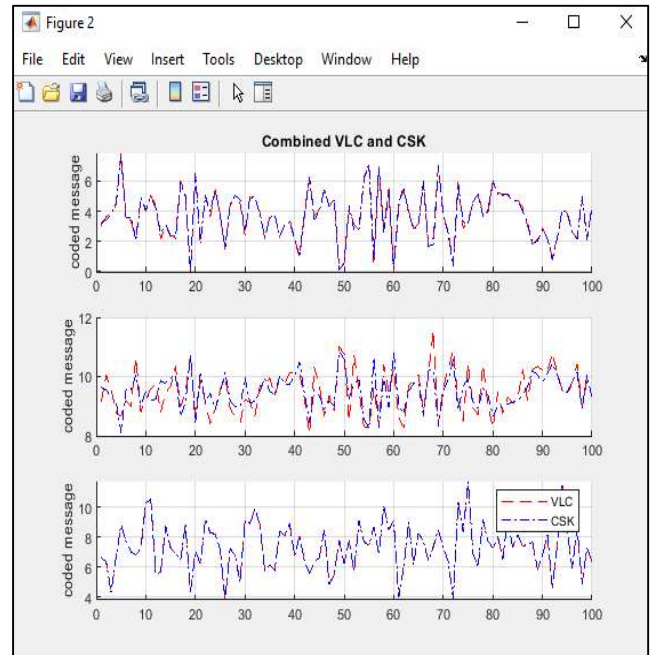 Figure 2
File Edit View Insert Tools Desktop Window Help
Combined VLC and CSK
coded message
6
4
2
0
0 10 20 30 40 50 60 70 80 90 100
coded message
12
10
8
0 10 20 30 40 50 60 70 80 90 100
coded message
10
8
6
4
VLC
CSK
0 10 20 30 40 50 60 70 80 90 100